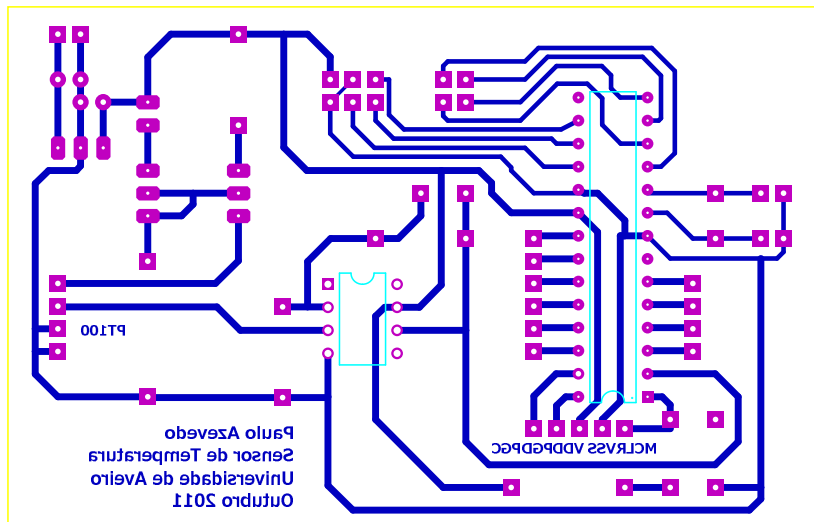 PT100
MCLRVSS VDDPGDPGC
Paulo Azevedo
Sensor de Temperatura
Universidade de Aveiro
Outubro 2011